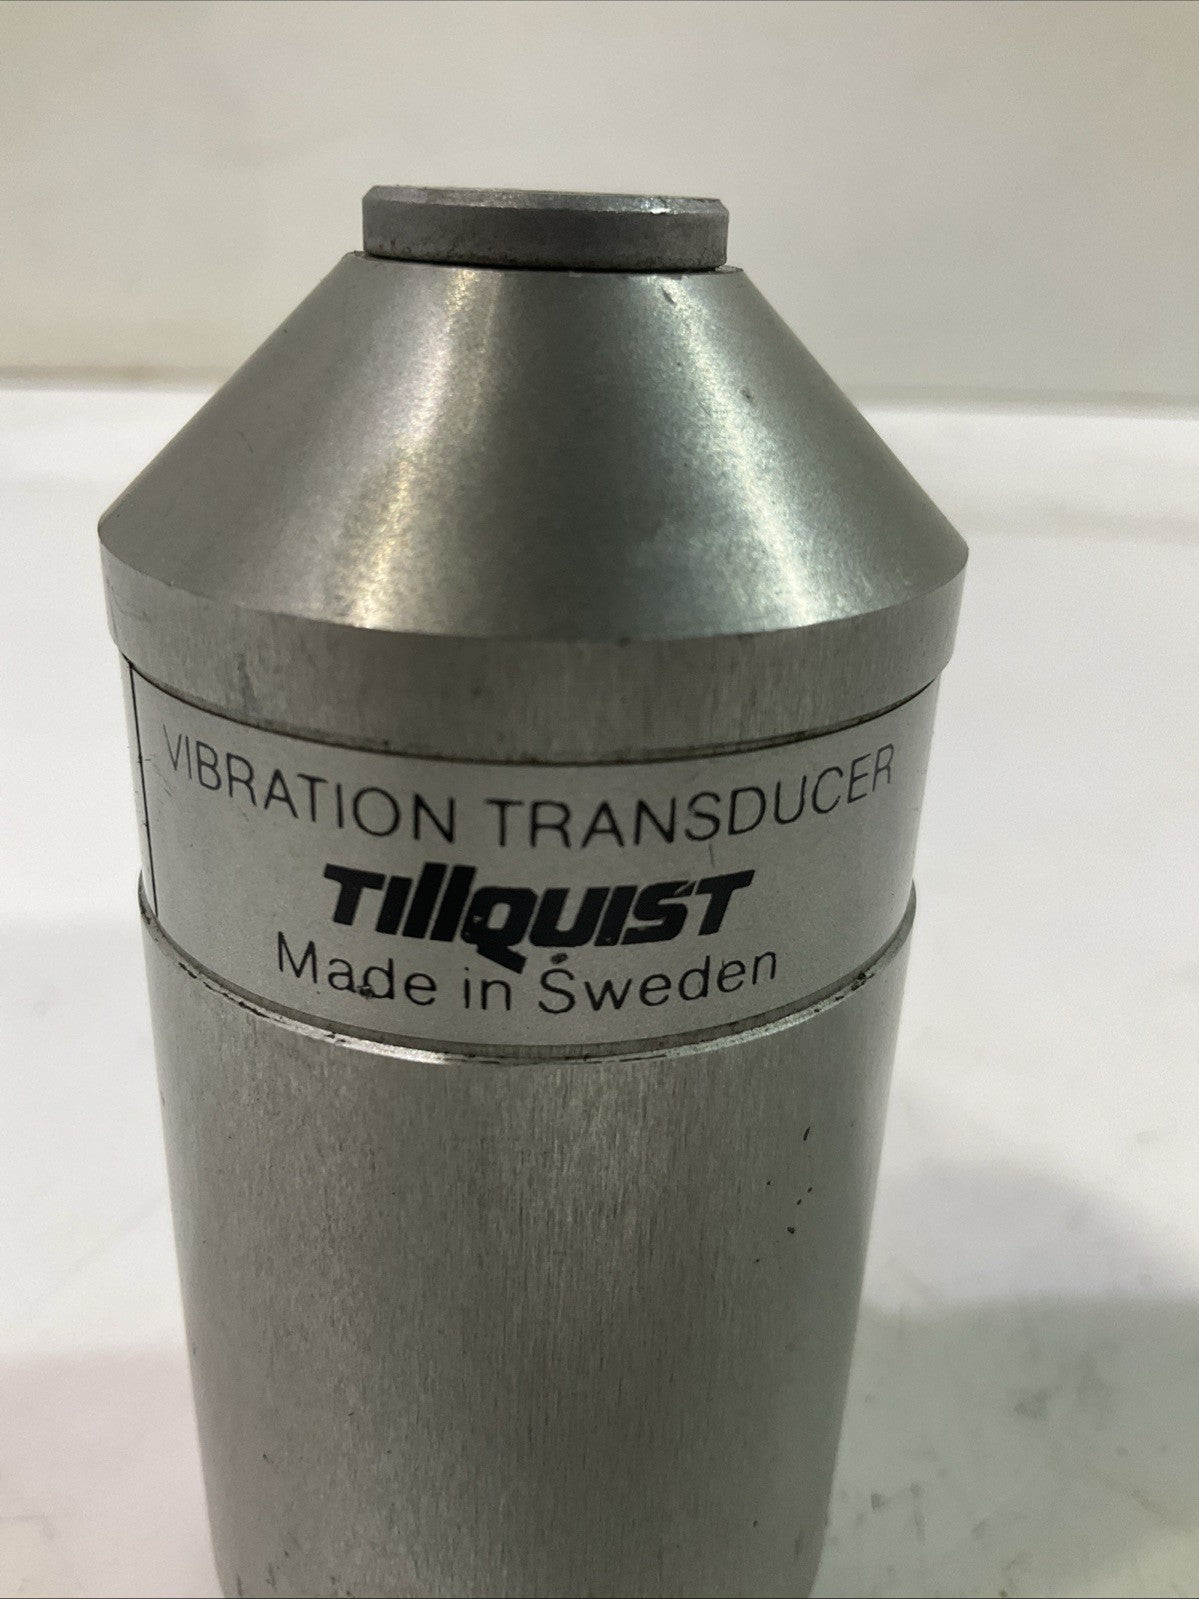 VIBRATION TRANSDUCER
TILLQUIST
Made in Sweden